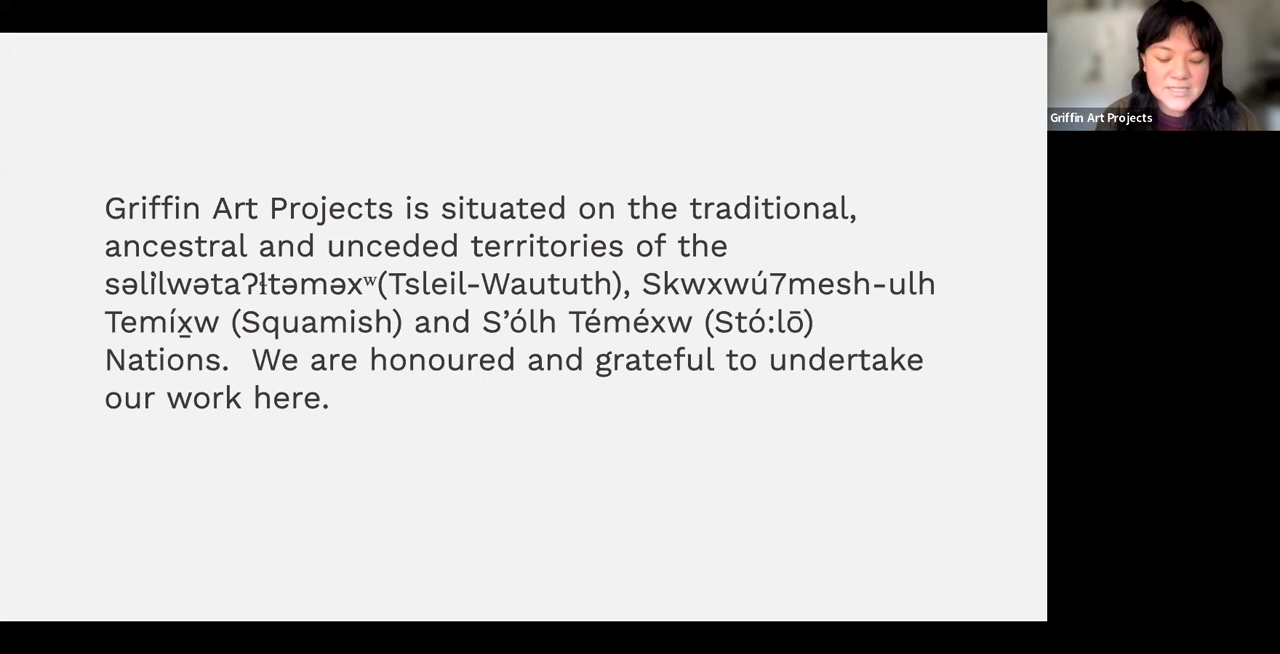 Griffin Art Projects is situated on the traditional,
ancestral and unceded territories of the
səl̓ilwətaʔɬtəməxʷ(Tsleil-Waututh), Skwxwú7mesh-ulh
Temíx̱w (Squamish) and S’ólh Téméxw (Stó:lō)
Nations.  We are honoured and grateful to undertake
our work here.
Griffin Art Projects